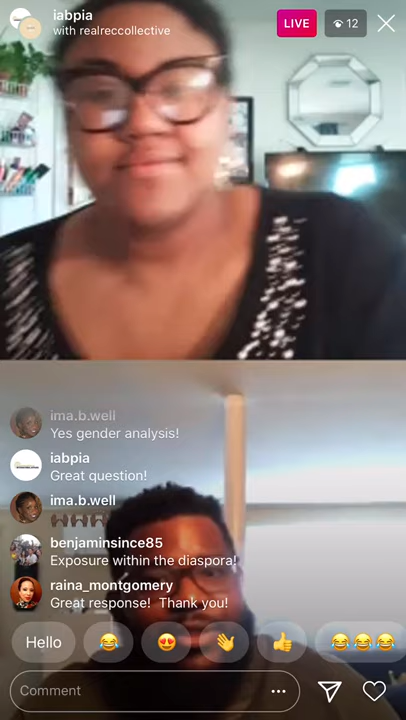 iabpia
with realreccollective
LIVE
12
ima.b.well
Yes gender analysis!
iabpia
Great question!
ima.b.well
benjaminsince85
Exposure within the diaspora!
raina_montgomery
Great response! Thank you!
Hello
Comment